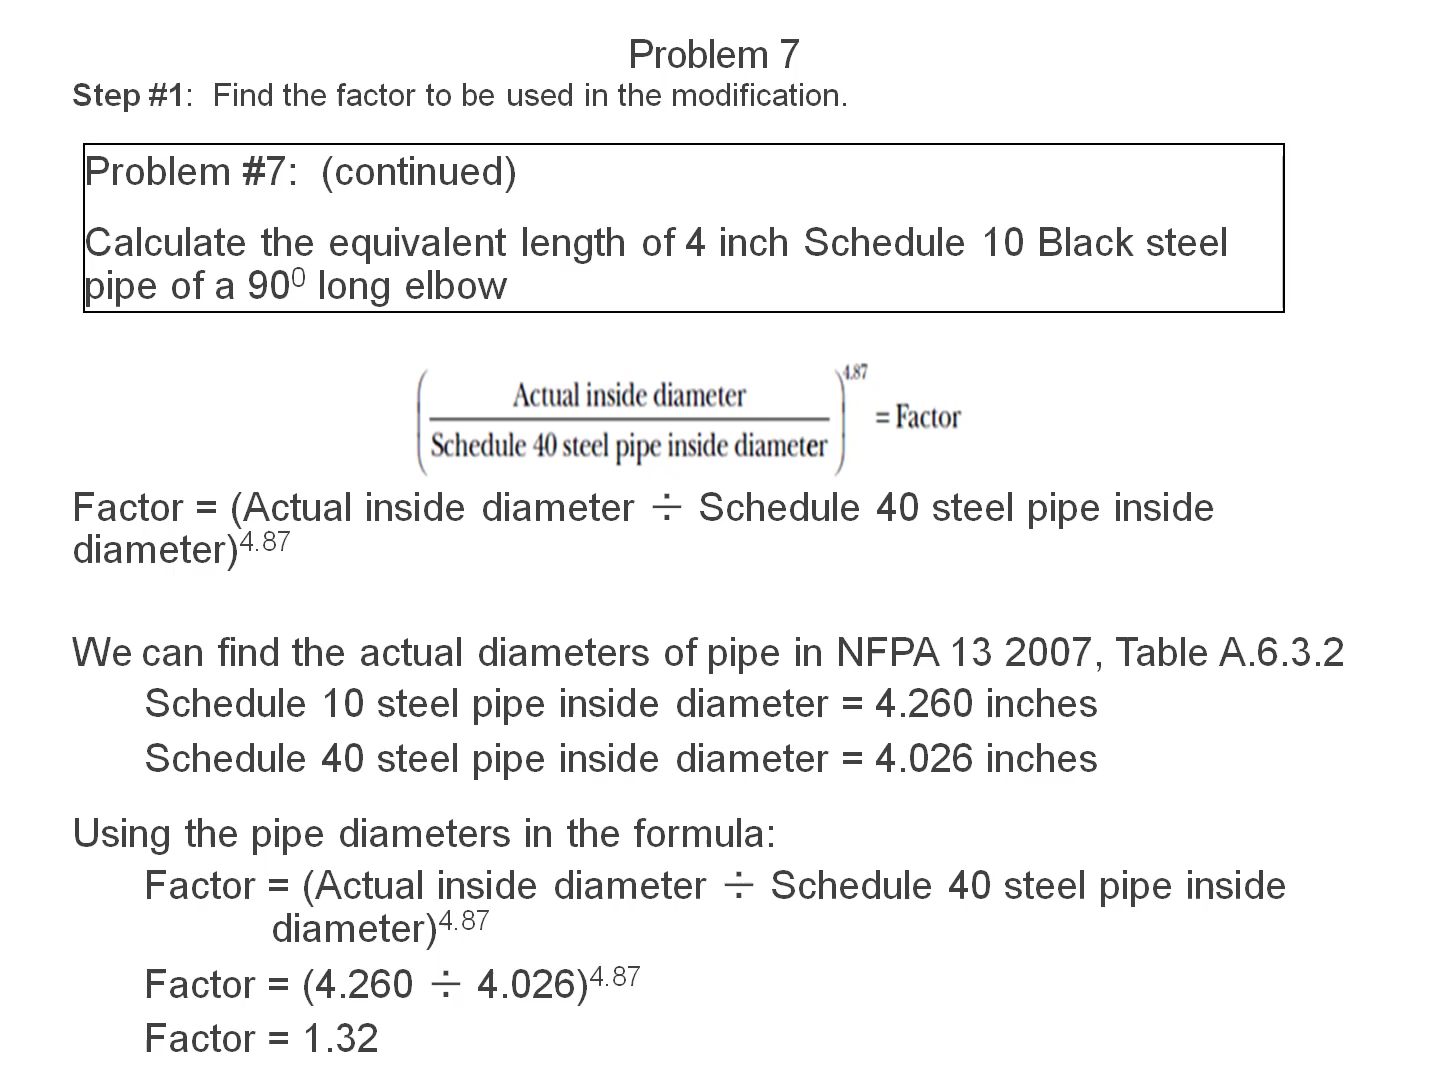 Problem 7
Step #1:  Find the factor to be used in the modification.
Problem #7:  (continued)
Calculate the equivalent length of 4 inch Schedule 10 Black steel
pipe of a 90⁰ long elbow
(Actual inside diameter / Schedule 40 steel pipe inside diameter)^4.87 = Factor
Factor = (Actual inside diameter ÷ Schedule 40 steel pipe inside
diameter)^4.87
We can find the actual diameters of pipe in NFPA 13 2007, Table A.6.3.2
Schedule 10 steel pipe inside diameter = 4.260 inches
Schedule 40 steel pipe inside diameter = 4.026 inches
Using the pipe diameters in the formula:
Factor = (Actual inside diameter ÷ Schedule 40 steel pipe inside
diameter)^4.87
Factor = (4.260 ÷ 4.026)^4.87
Factor = 1.32